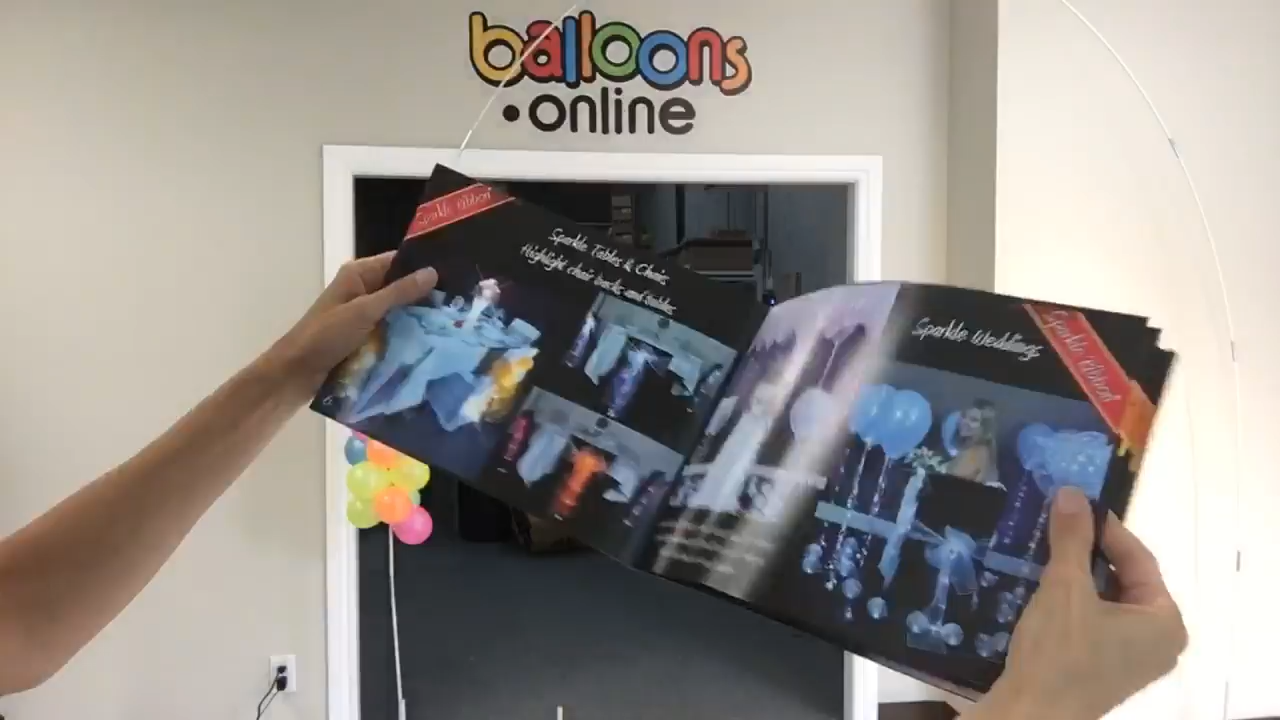 balloons
•online
Sparkle ribbon
Sparkle Tables & Chairs
Highlight chair backs and tables
6
Sparkle Weddings
Sparkle ribbon